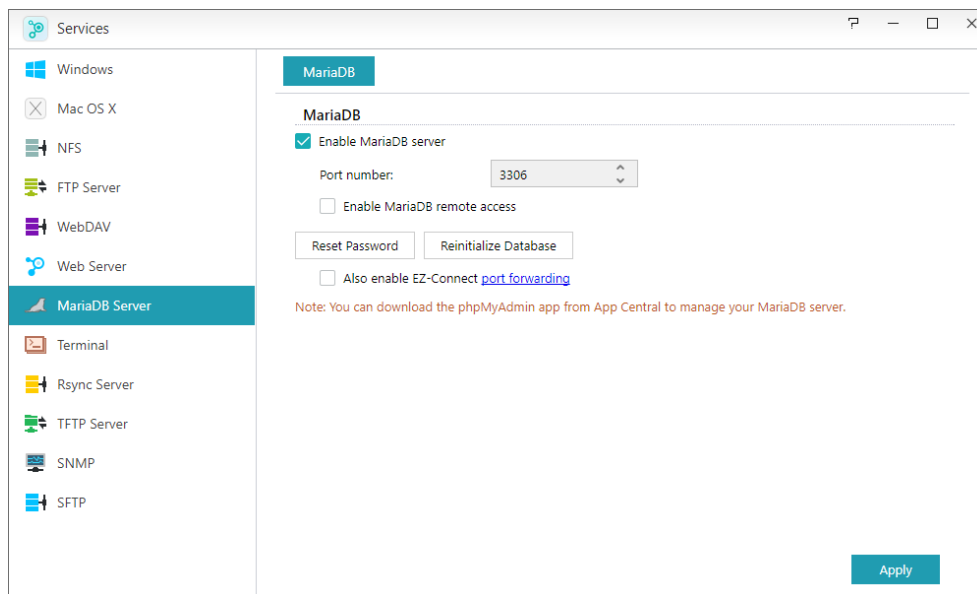 Services
Windows
Mac OS X
NFS
FTP Server
WebDAV
Web Server
MariaDB Server
Terminal
Rsync Server
TFTP Server
SNMP
SFTP
MariaDB
MariaDB
Enable MariaDB server
Port number: 3306
Enable MariaDB remote access
Reset Password Reinitialize Database
Also enable EZ-Connect port forwarding
Note: You can download the phpMyAdmin app from App Central to manage your MariaDB server.
Apply